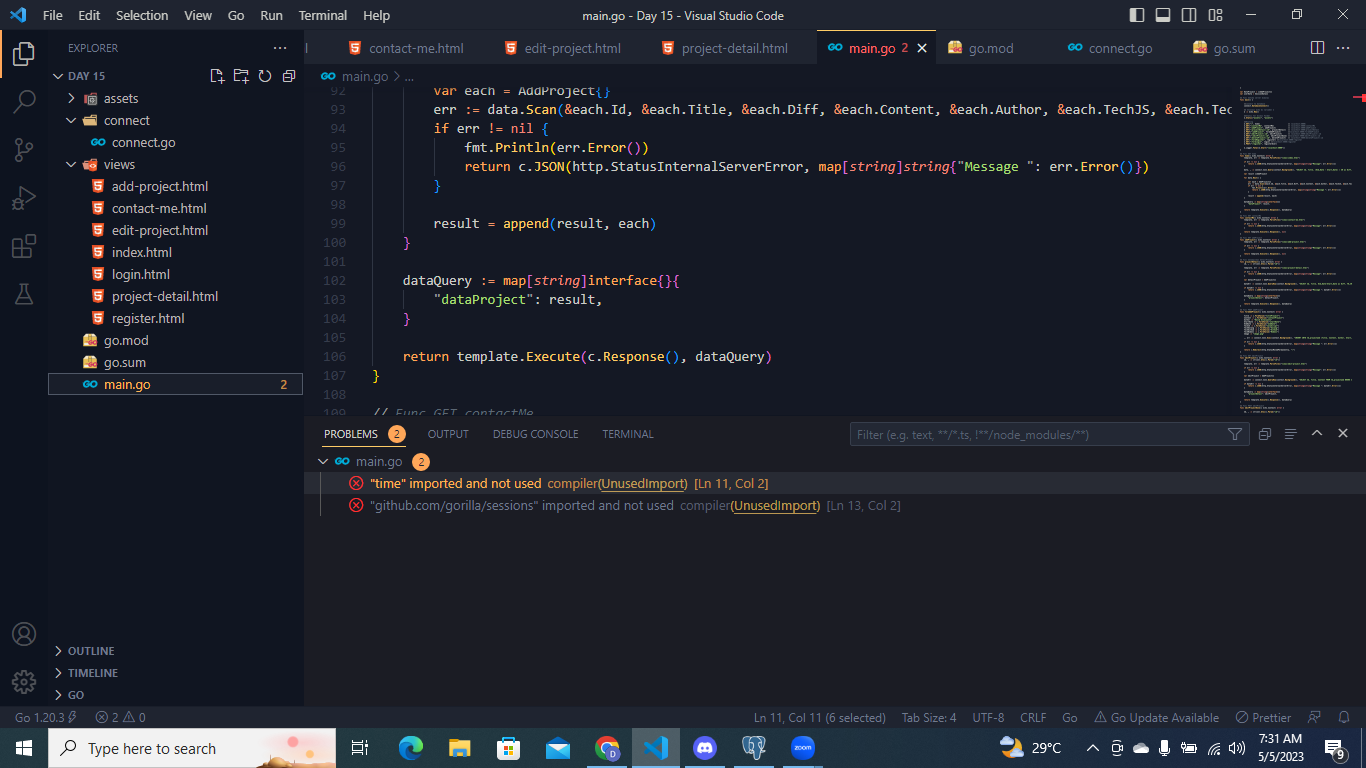 File Edit Selection View Go Run Terminal Help
main.go - Day 15 - Visual Studio Code
EXPLORER
contact-me.html edit-project.html project-detail.html main.go 2 go.mod connect.go go.sum
DAY 15
assets
connect
connect.go
views
add-project.html
contact-me.html
edit-project.html
index.html
login.html
project-detail.html
register.html
go.mod
go.sum
main.go 2
OUTLINE
TIMELINE
GO
main.go > ...
92 var each = AddProject{}
93 err := data.Scan(&each.Id, &each.Title, &each.Diff, &each.Content, &each.Author, &each.TechJS, &each.Tec
94 if err != nil {
95 fmt.Println(err.Error())
96 return c.JSON(http.StatusInternalServerError, map[string]string{"Message ": err.Error()})
97 }
98
99 result = append(result, each)
100 }
101
102 dataQuery := map[string]interface{}{
103 "dataProject": result,
104 }
105
106 return template.Execute(c.Response(), dataQuery)
107 }
108
109 // Func GET contactMe
PROBLEMS 2 OUTPUT DEBUG CONSOLE TERMINAL
Filter (e.g. text, **/*.ts, !**/node_modules/**)
main.go 2
"time" imported and not used compiler(UnusedImport) [Ln 11, Col 2]
"github.com/gorilla/sessions" imported and not used compiler(UnusedImport) [Ln 13, Col 2]
Go 1.20.3 2 0
Ln 11, Col 11 (6 selected) Tab Size: 4 UTF-8 CRLF Go Go Update Available Prettier
Type here to search
zoom
29°C
7:31 AM
5/5/2023
9